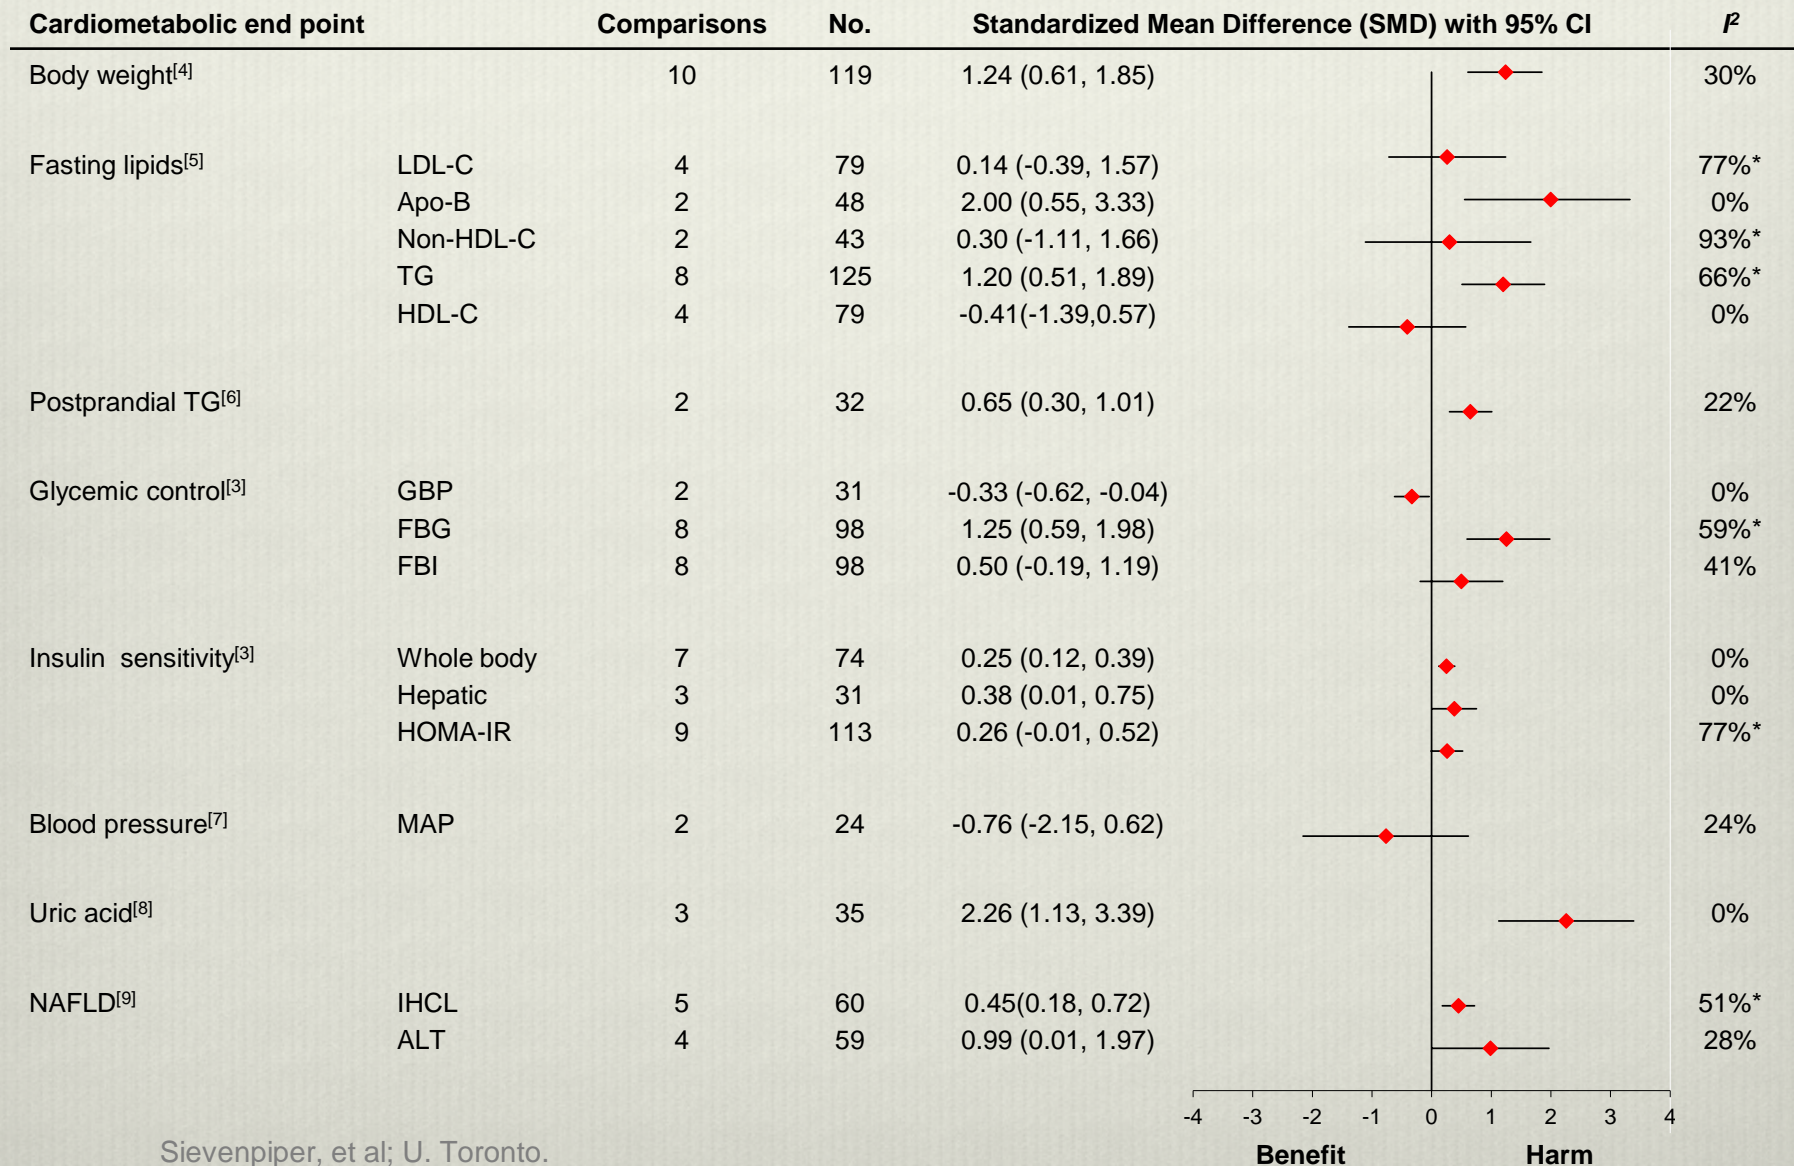 Cardiometabolic end point Comparisons No. Standardized Mean Difference (SMD) with 95% CI I²
Body weight[4] 10 119 1.24 (0.61, 1.85) 30%
Fasting lipids[5] LDL-C 4 79 0.14 (-0.39, 1.57) 77%*
Apo-B 2 48 2.00 (0.55, 3.33) 0%
Non-HDL-C 2 43 0.30 (-1.11, 1.66) 93%*
TG 8 125 1.20 (0.51, 1.89) 66%*
HDL-C 4 79 -0.41(-1.39,0.57) 0%
Postprandial TG[6] 2 32 0.65 (0.30, 1.01) 22%
Glycemic control[3] GBP 2 31 -0.33 (-0.62, -0.04) 0%
FBG 8 98 1.25 (0.59, 1.98) 59%*
FBI 8 98 0.50 (-0.19, 1.19) 41%
Insulin sensitivity[3] Whole body 7 74 0.25 (0.12, 0.39) 0%
Hepatic 3 31 0.38 (0.01, 0.75) 0%
HOMA-IR 9 113 0.26 (-0.01, 0.52) 77%*
Blood pressure[7] MAP 2 24 -0.76 (-2.15, 0.62) 24%
Uric acid[8] 3 35 2.26 (1.13, 3.39) 0%
NAFLD[9] IHCL 5 60 0.45(0.18, 0.72) 51%*
ALT 4 59 0.99 (0.01, 1.97) 28%
-4 -3 -2 -1 0 1 2 3 4
Sievenpiper, et al; U. Toronto. Benefit Harm